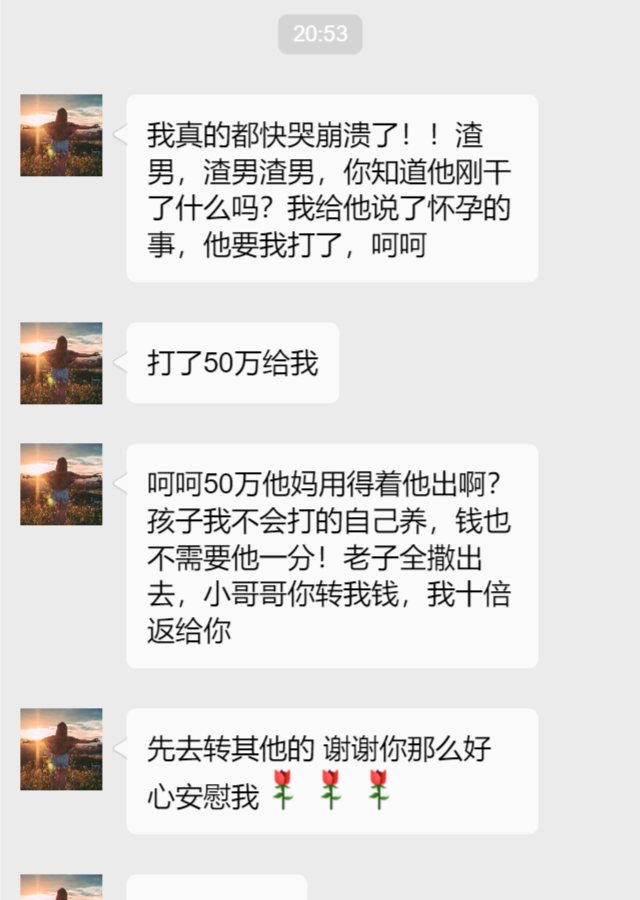 20:53
我真的都快哭崩溃了！！渣
男，渣男渣男，你知道他刚干
了什么吗？我给他说了怀孕的
事，他要我打了，呵呵
打了50万给我
呵呵50万他妈用得着他出啊？
孩子我不会打的自己养，钱也
不需要他一分！老子全撒出
去，小哥哥你转我钱，我十倍
返给你
先去转其他的 谢谢你那么好
心安慰我🌹🌹🌹